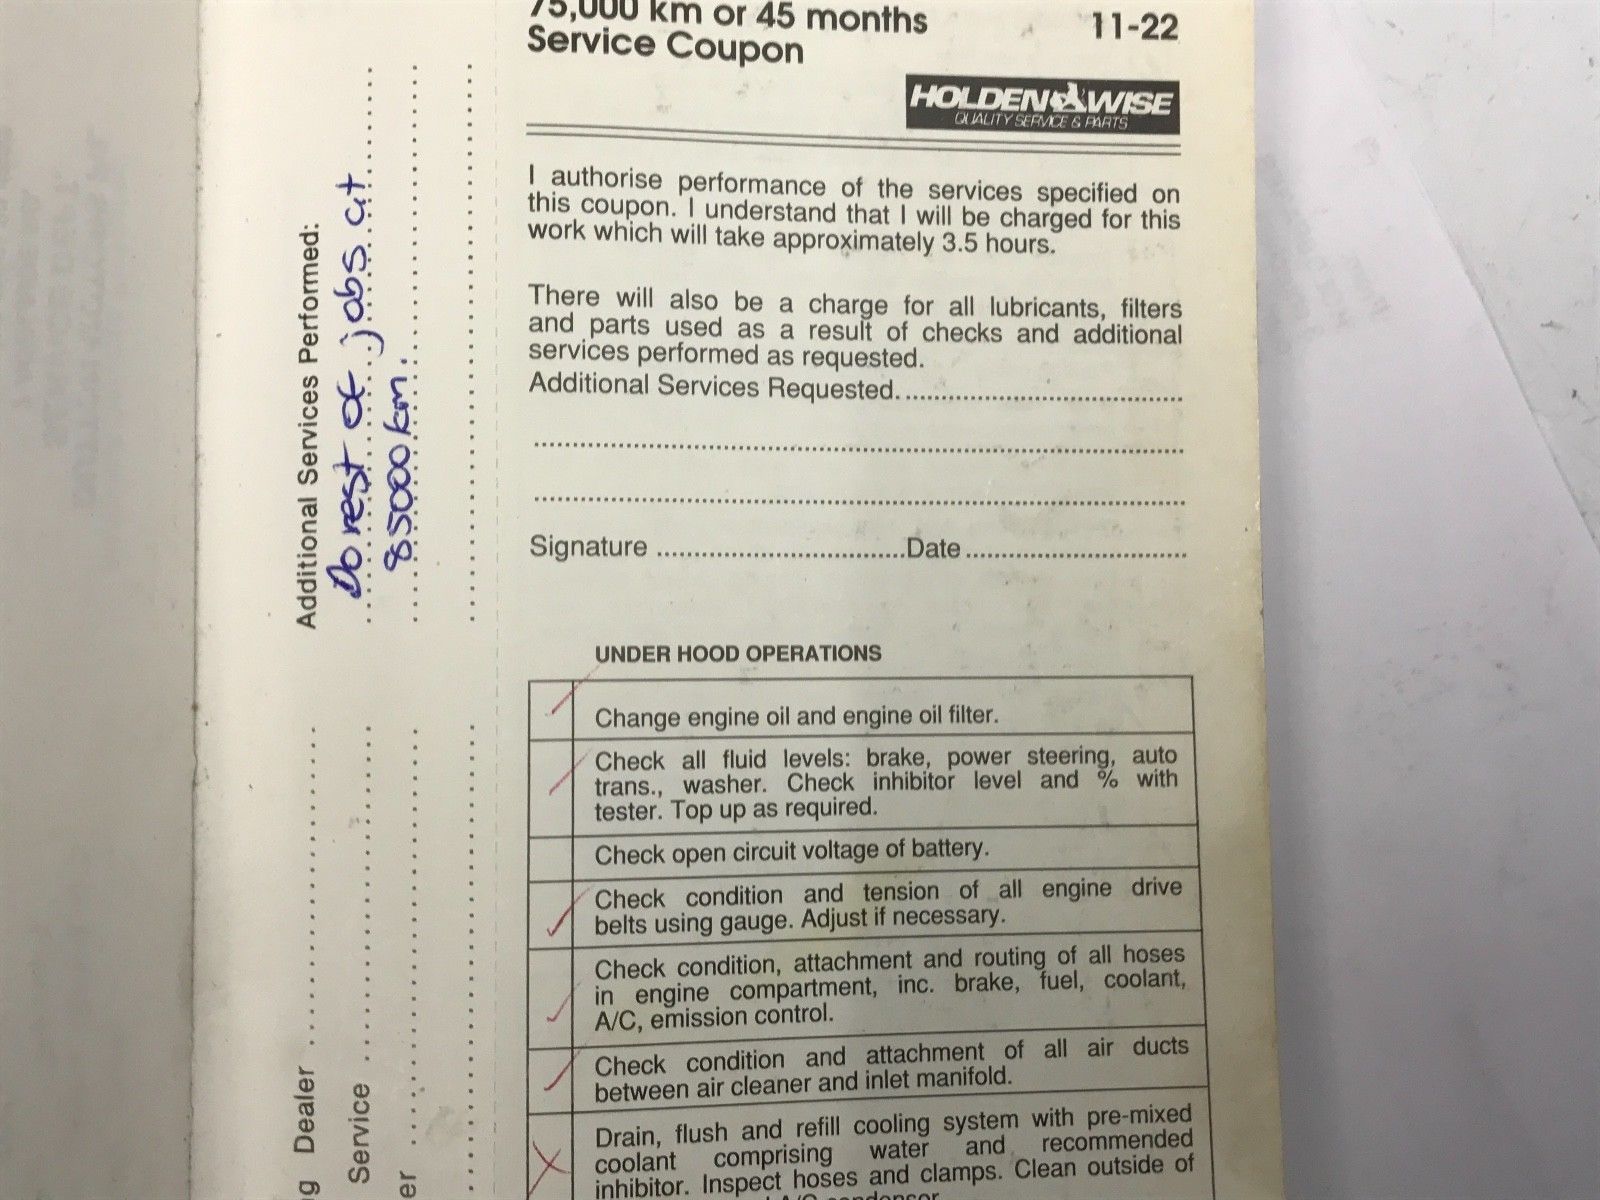 75,000 km or 45 months
Service Coupon
11-22
HOLDEN WISE
QUALITY SERVICE & PARTS
I authorise performance of the services specified on
this coupon. I understand that I will be charged for this
work which will take approximately 3.5 hours.
There will also be a charge for all lubricants, filters
and parts used as a result of checks and additional
services performed as requested.
Additional Services Requested.
Signature Date
UNDER HOOD OPERATIONS
Change engine oil and engine oil filter.
Check all fluid levels: brake, power steering, auto
trans., washer. Check inhibitor level and % with
tester. Top up as required.
Check open circuit voltage of battery.
Check condition and tension of all engine drive
belts using gauge. Adjust if necessary.
Check condition, attachment and routing of all hoses
in engine compartment, inc. brake, fuel, coolant,
A/C, emission control.
Check condition and attachment of all air ducts
between air cleaner and inlet manifold.
Drain, flush and refill cooling system with pre-mixed
coolant comprising water and recommended
inhibitor. Inspect hoses and clamps. Clean outside of
A/C condensor
Additional Services Performed:
Do rest of jobs at
85000km.
Dealer
Service